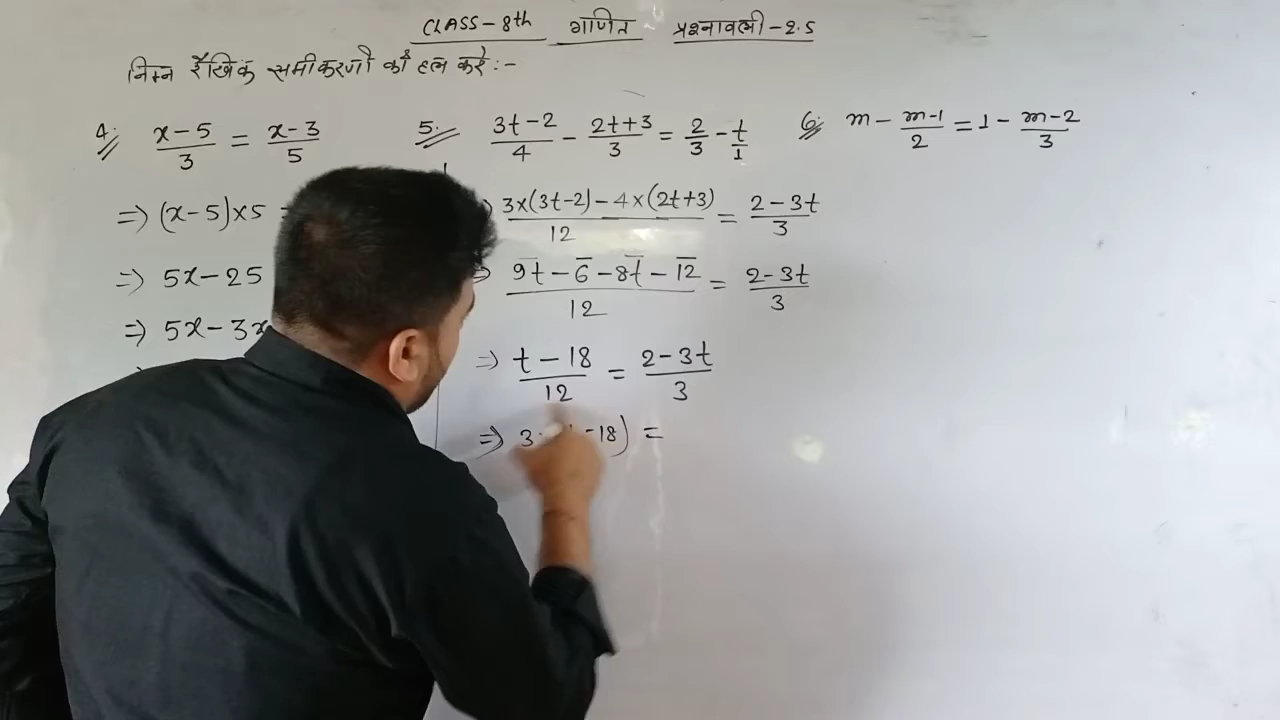 CLASS-8th गणित प्रश्नावली-2.5
निम्न रैखिक समीकरणों को हल करें:-
4. (x-5)/3 = (x-3)/5
⇒ (x-5)×5 =
⇒ 5x-25
⇒ 5x-3x
5. (3t-2)/4 - (2t+3)/3 = 2/3 - t/1
(3×(3t-2)-4×(2t+3))/12 = (2-3t)/3
⇒ (9t-6-8t-12)/12 = (2-3t)/3
⇒ (t-18)/12 = (2-3t)/3
⇒ 3 -18) =
6. m - (m-1)/2 = 1 - (m-2)/3